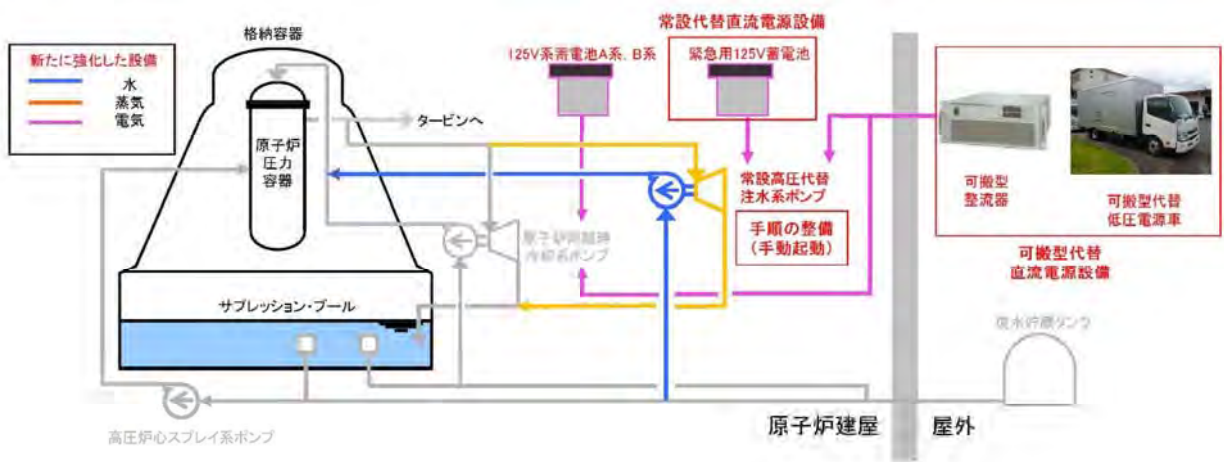 新たに強化した設備
水
蒸気
電気
格納容器
原子炉
圧力
容器
タービンへ
125V系蓄電池A系、B系
常設代替直流電源設備
緊急用125V蓄電池
常設高圧代替
注水系ポンプ
手順の整備
(手動起動)
原子炉隔離時
冷却系ポンプ
可搬型
整流器
可搬型代替
低圧電源車
可搬型代替
直流電源設備
サプレッション・プール
復水貯蔵タンク
高圧炉心スプレイ系ポンプ
原子炉建屋
屋外